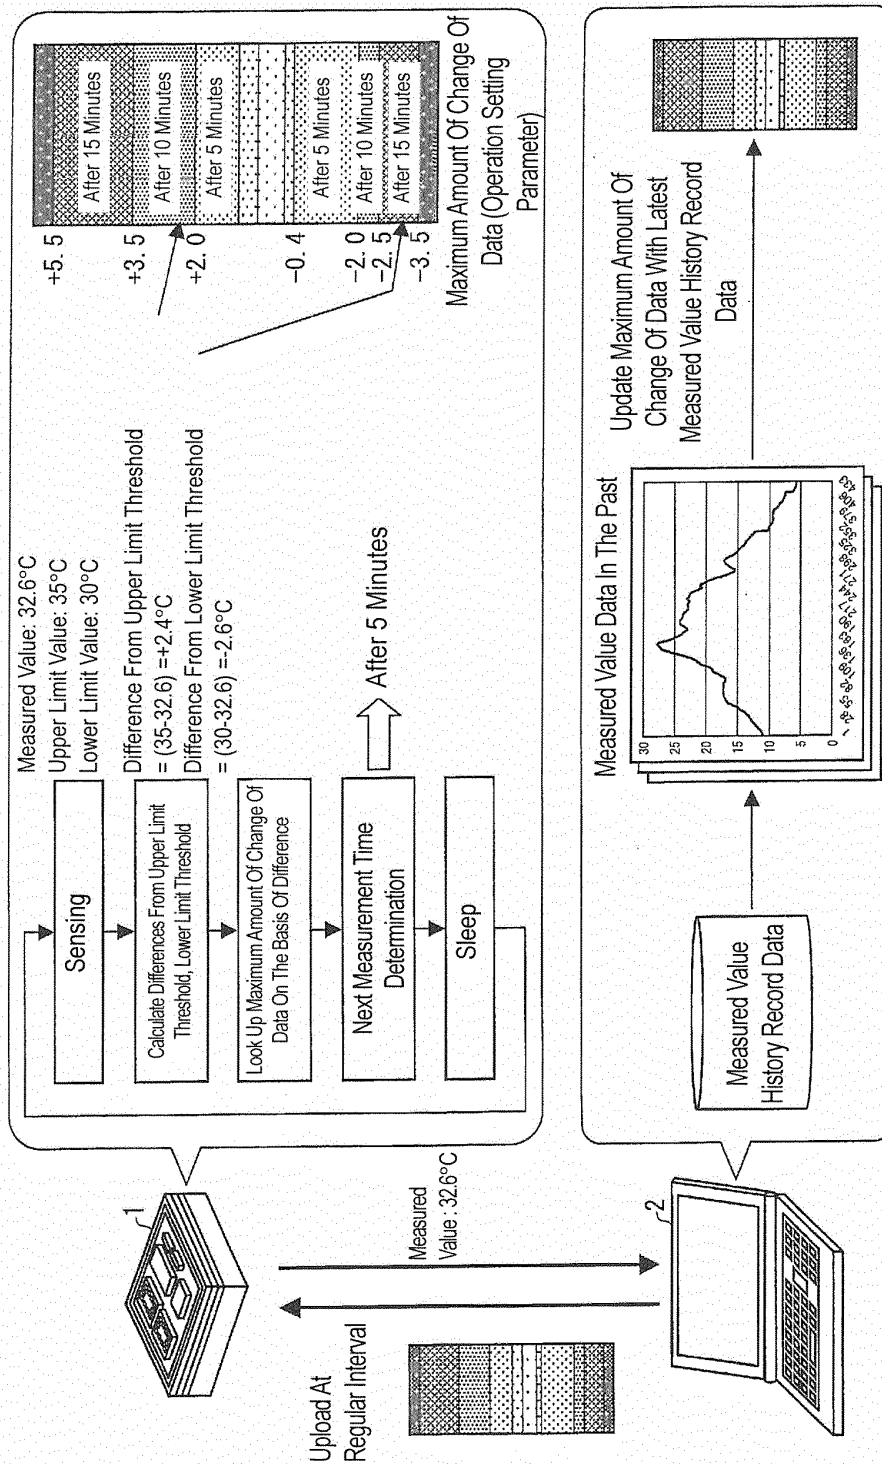 1
Sensing
Calculate Differences From Upper Limit
Threshold, Lower Limit Threshold
Look Up Maximum Amount Of Change Of
Data On The Basis Of Difference
Next Measurement Time
Determination
Sleep
Measured Value: 32.6°C
Upper Limit Value: 35°C
Lower Limit Value: 30°C
Difference From Upper Limit Threshold
= (35-32.6) =+2.4°C
Difference From Lower Limit Threshold
= (30-32.6) =-2.6°C
After 5 Minutes
+5. 5
+3. 5
+2. 0
-0. 4
-2. 0
-2. 5
-3. 5
After 15 Minutes
After 10 Minutes
After 5 Minutes
After 5 Minutes
After 10 Minutes
After 15 Minutes
Maximum Amount Of Change Of
Data (Operation Setting
Parameter)
Upload At
Regular Interval
Measured
Value : 32.6°C
2
Measured Value
History Record Data
Measured Value Data In The Past
30
25
20
15
10
5
0
Update Maximum Amount Of
Change Of Data With Latest
Measured Value History Record
Data